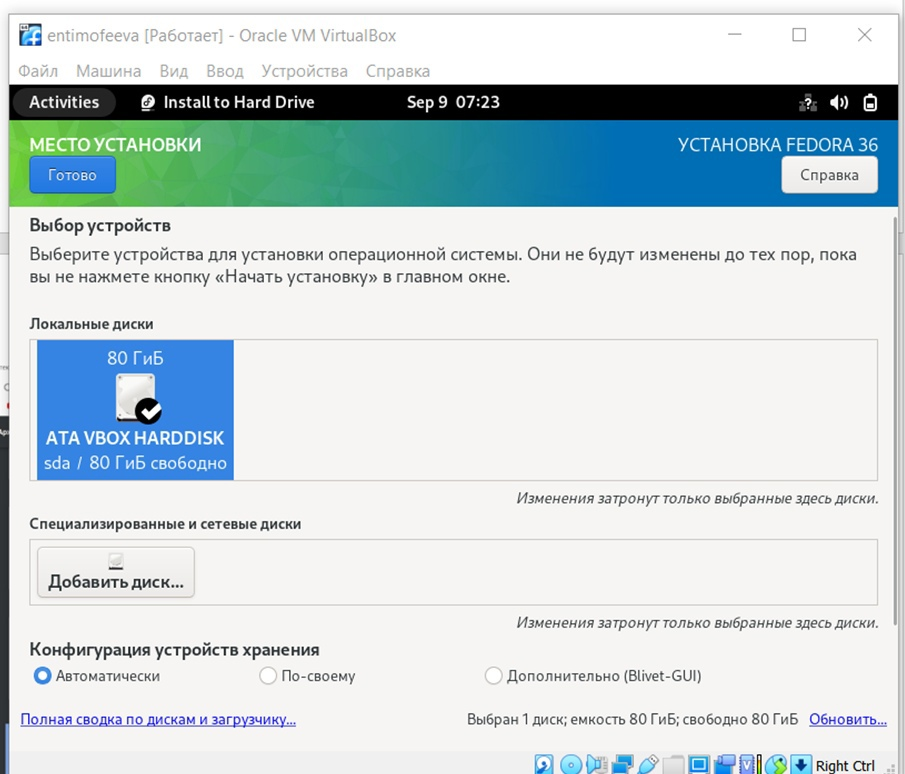 entimofeeva [Работает] - Oracle VM VirtualBox
Файл Машина Вид Ввод Устройства Справка
Activities Install to Hard Drive Sep 9 07:23
МЕСТО УСТАНОВКИ УСТАНОВКА FEDORA 36
Готово Справка
Выбор устройств
Выберите устройства для установки операционной системы. Они не будут изменены до тех пор, пока
вы не нажмете кнопку «Начать установку» в главном окне.
Локальные диски
80 ГиБ
ATA VBOX HARDDISK
sda / 80 ГиБ свободно
Изменения затронут только выбранные здесь диски.
Специализированные и сетевые диски
Добавить диск...
Изменения затронут только выбранные здесь диски.
Конфигурация устройств хранения
Автоматически По-своему Дополнительно (Blivet-GUI)
Полная сводка по дискам и загрузчику... Выбран 1 диск; емкость 80 ГиБ; свободно 80 ГиБ Обновить...
Right Ctrl